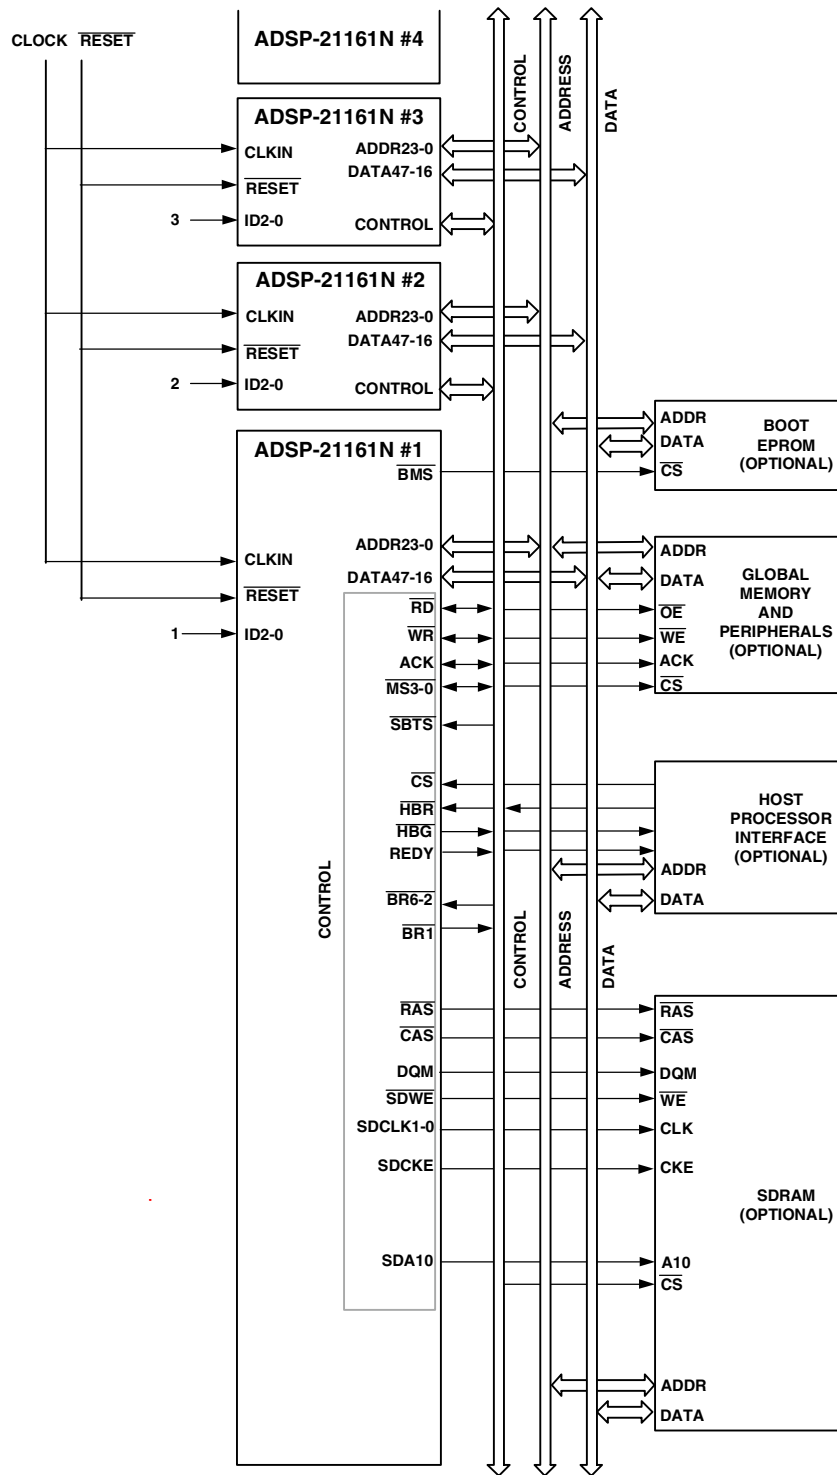 CLOCK RESET
ADSP-21161N #4
ADSP-21161N #3
CLKIN
RESET
3
ID2-0
ADDR23-0
DATA47-16
CONTROL
ADSP-21161N #2
CLKIN
RESET
2
ID2-0
ADDR23-0
DATA47-16
CONTROL
ADSP-21161N #1
BMS
CLKIN
RESET
1
ID2-0
ADDR23-0
DATA47-16
CONTROL
RD
WR
ACK
MS3-0
SBTS
CS
HBR
HBG
REDY
BR6-2
BR1
RAS
CAS
DQM
SDWE
SDCLK1-0
SDCKE
SDA10
CONTROL
ADDRESS
DATA
CONTROL
ADDRESS
DATA
ADDR
DATA
CS
BOOT
EPROM
(OPTIONAL)
ADDR
DATA
OE
WE
ACK
CS
GLOBAL
MEMORY
AND
PERIPHERALS
(OPTIONAL)
HOST
PROCESSOR
INTERFACE
(OPTIONAL)
ADDR
DATA
RAS
CAS
DQM
WE
CLK
CKE
A10
CS
ADDR
DATA
SDRAM
(OPTIONAL)